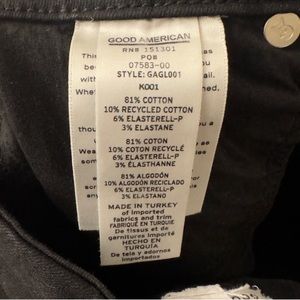 GOOD AMERICAN
RN# 151301
PO#
07583-00
STYLE: GAGL001
K001
81% COTTON
10% RECYCLED COTTON
6% ELASTERELL-P
3% ELASTANE
81% COTON
10% COTON RECYCLÉ
6% ELASTERELL-P
3% ELASTHANNE
81% ALGODÓN
10% ALGODÓN RECICLADO
6% ELASTERELL-P
3% ELASTANO
MADE IN TURKEY
of imported
fabric and trim
FABRIQUÉ EN TURQUIE
De tissus et de
garnitures import
HECHO EN
TURQUÍA
De tela y adornos
importados